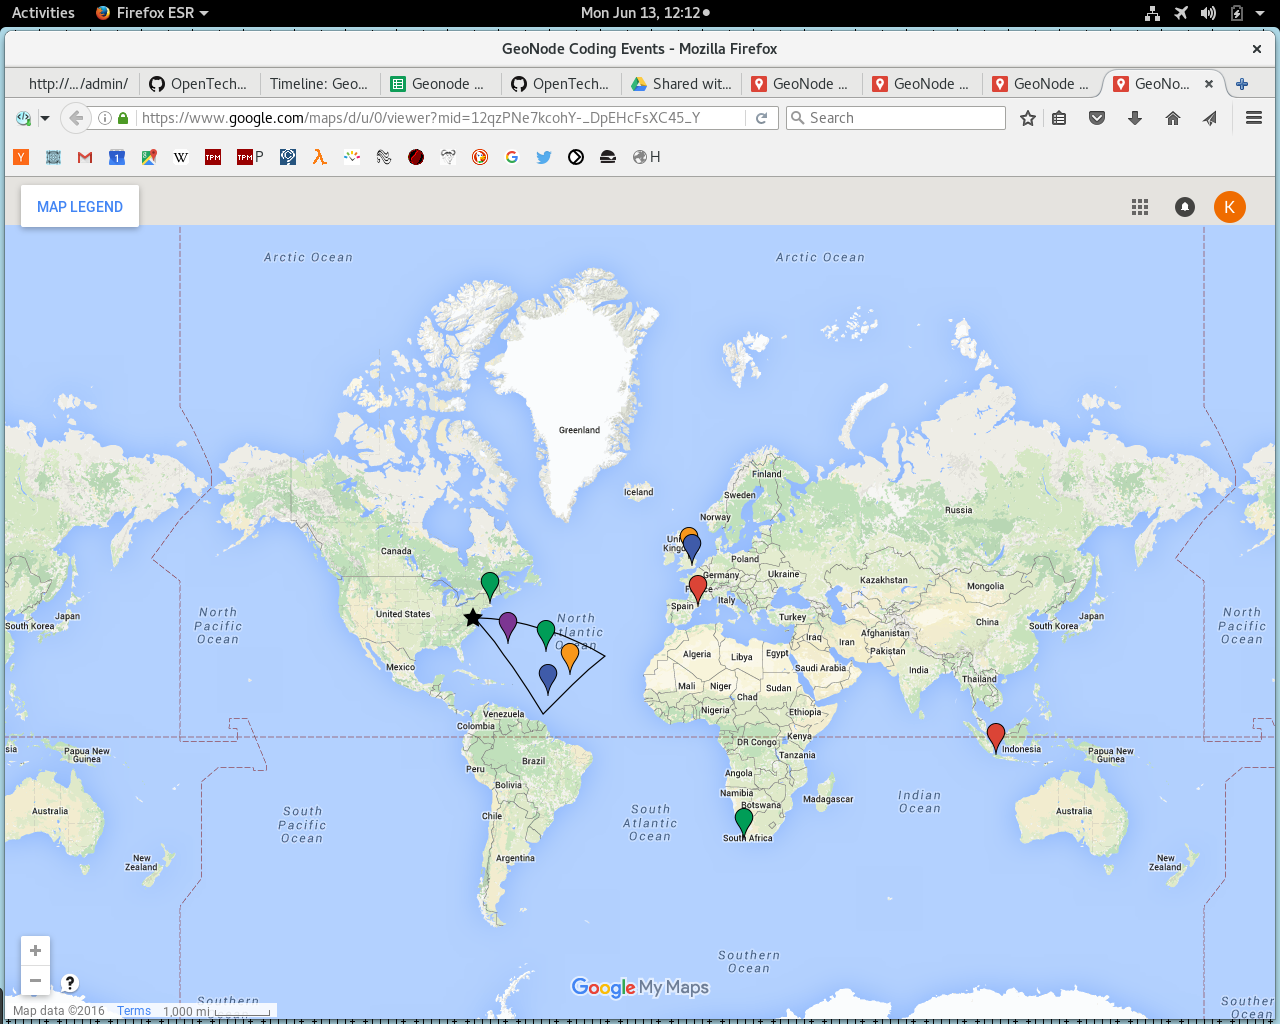 Activities Firefox ESR Mon Jun 13, 12:12
GeoNode Coding Events - Mozilla Firefox
http://.../admin/ OpenTech... Timeline: Geo... Geonode OpenTech... Shared wit... GeoNode ... GeoNode ... GeoNode ... GeoNo...
https://www.google.com/maps/d/u/0/viewer?mid=12qzPNe7kcohY-_DpEHcFsXC45_Y Search
Y 1 W TPM TPM P G H
MAP LEGEND K
Arctic Ocean Arctic Ocean
Greenland
Finland
Iceland
Sweden
Russia
Norway
Canada
Poland
Germany
Ukraine
Kazakhstan
Mongolia
Italy
Spain
United States
Turkey
China
Japan
South Korea
Japan
South Korea
North
Pacific
Ocean
North
Pacific
Ocean
North
Iraq
Iran
Afghanistan
Pakistan
Algeria
Libya
Egypt
Saudi Arabia
Mexico
India
Thailand
Mali
Niger
Chad
Sudan
Nigeria
Ethiopia
Venezuela
Colombia
Kenya
DR Congo
Tanzania
Indonesia
Papua New
Guinea
Papua New
Guinea
Peru
Brazil
Bolivia
Angola
Namibia
Botswana
Madagascar
Indian
Ocean
Australia
Australia
South
Pacific
Ocean
South
Atlantic
Ocean
Chile
South Africa
Argentina
New
Zealand
New
Zealand
Southern
Ocean
+
−
?
Google My Maps
Southern
Southern
Ocean
Map data ©2016 Terms 1,000 mi